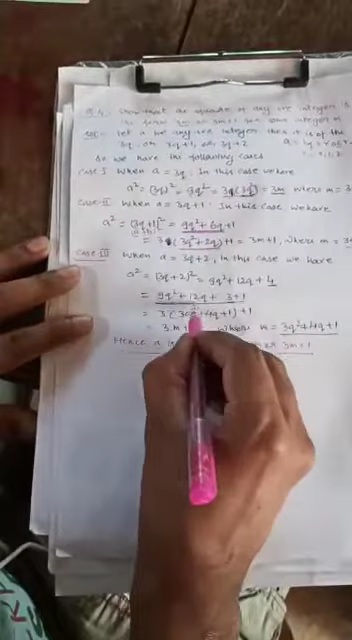 Q.4. Show that the square of any +ve integer is
the form 3m or 3m+1 for some integer m
Sol: let a be any +ve integer then it is of the
3q, or 3q+1, or 3q+2
So we have the following cases
Case I When a = 3q. In this case we have
a² = (3q)² = 9q² = 3q(3q) = 3m where m = 3
Case II When a = 3q+1. In this case we have
a² = (3q+1)² = 9q²+6q+1
= 3(3q²+2q)+1 = 3m+1, where m = 3
Case III When a = 3q+2, in this case we have
a² = (3q+2)² = 9q²+12q+4
= 9q²+12q+3+1
= 3(3q²+4q+1)+1
= 3.m+ where m = 3q²+4q+1
Hence a 3m+1